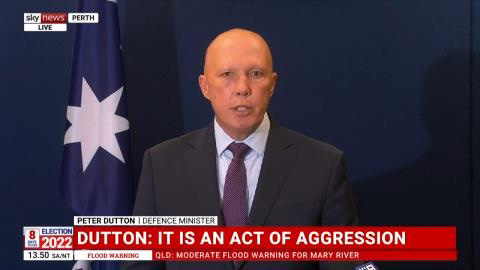 sky news
PERTH
LIVE
PETER DUTTON | DEFENCE MINISTER
8
DAYS TO GO
ELECTION
2022
DUTTON: IT IS AN ACT OF AGGRESSION
13.50 SA/NT
FLOOD WARNING
QLD: MODERATE FLOOD WARNING FOR MARY RIVER